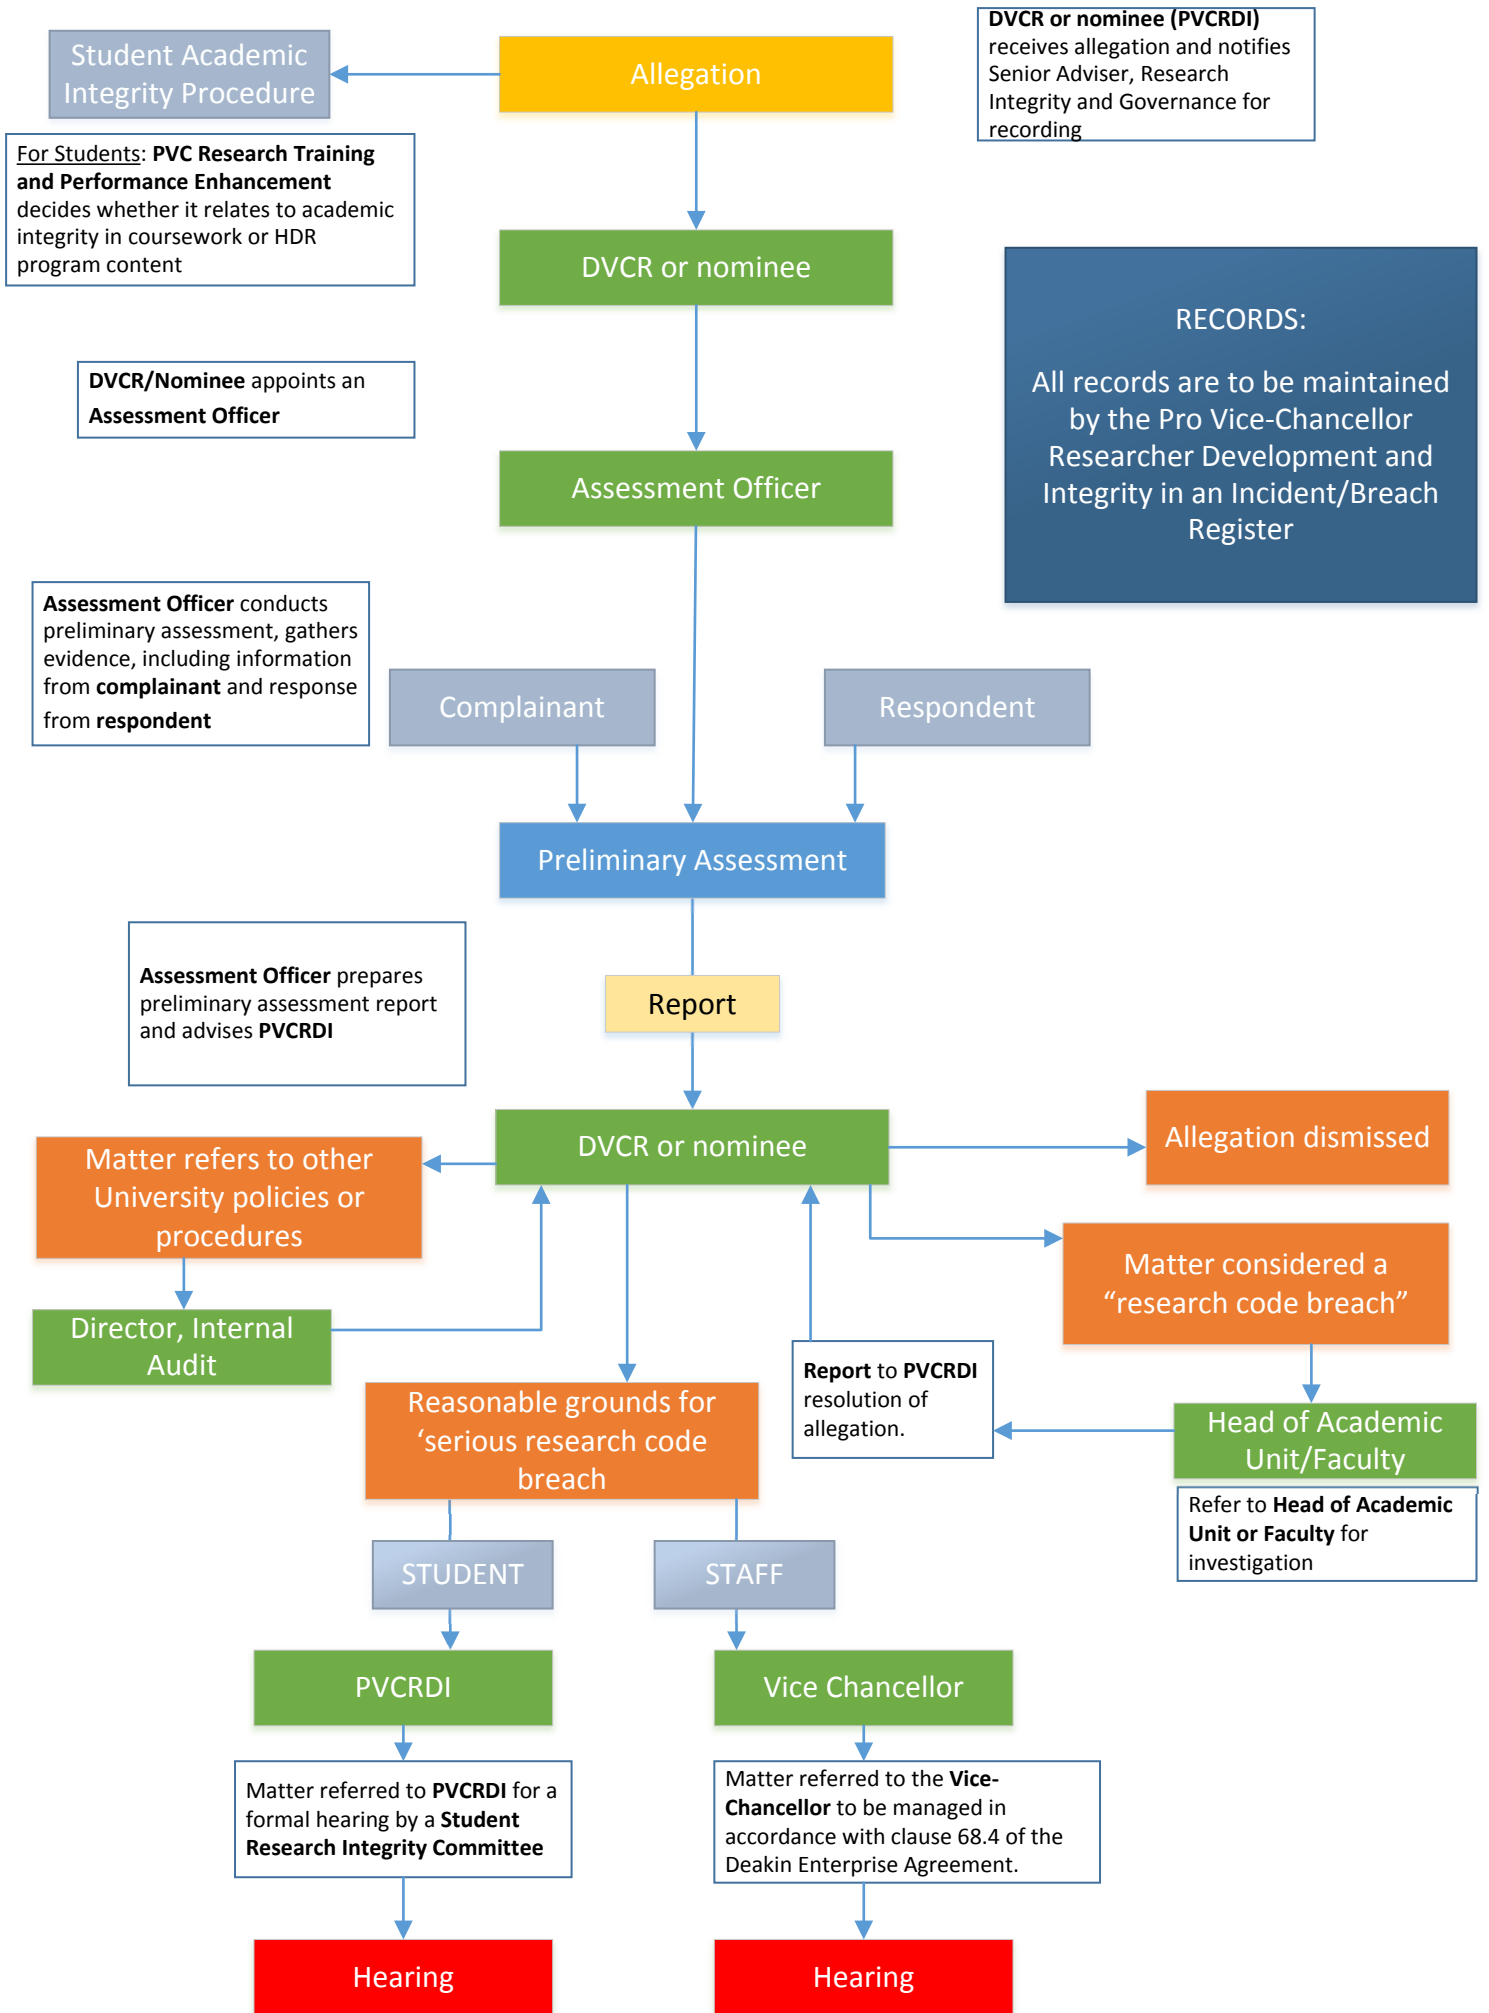 Student Academic
Integrity Procedure
Allegation
DVCR or nominee (PVCRDI)
receives allegation and notifies
Senior Adviser, Research
Integrity and Governance for
recording
For Students: PVC Research Training
and Performance Enhancement
decides whether it relates to academic
integrity in coursework or HDR
program content
DVCR or nominee
RECORDS:
All records are to be maintained
by the Pro Vice-Chancellor
Researcher Development and
Integrity in an Incident/Breach
Register
DVCR/Nominee appoints an
Assessment Officer
Assessment Officer
Assessment Officer conducts
preliminary assessment, gathers
evidence, including information
from complainant and response
from respondent
Complainant
Respondent
Preliminary Assessment
Assessment Officer prepares
preliminary assessment report
and advises PVCRDI
Report
DVCR or nominee
Allegation dismissed
Matter refers to other
University policies or
procedures
Matter considered a
“research code breach”
Director, Internal
Audit
Report to PVCRDI
resolution of
allegation.
Reasonable grounds for
‘serious research code
breach
Head of Academic
Unit/Faculty
Refer to Head of Academic
Unit or Faculty for
investigation
STUDENT
STAFF
PVCRDI
Vice Chancellor
Matter referred to PVCRDI for a
formal hearing by a Student
Research Integrity Committee
Matter referred to the Vice-
Chancellor to be managed in
accordance with clause 68.4 of the
Deakin Enterprise Agreement.
Hearing
Hearing